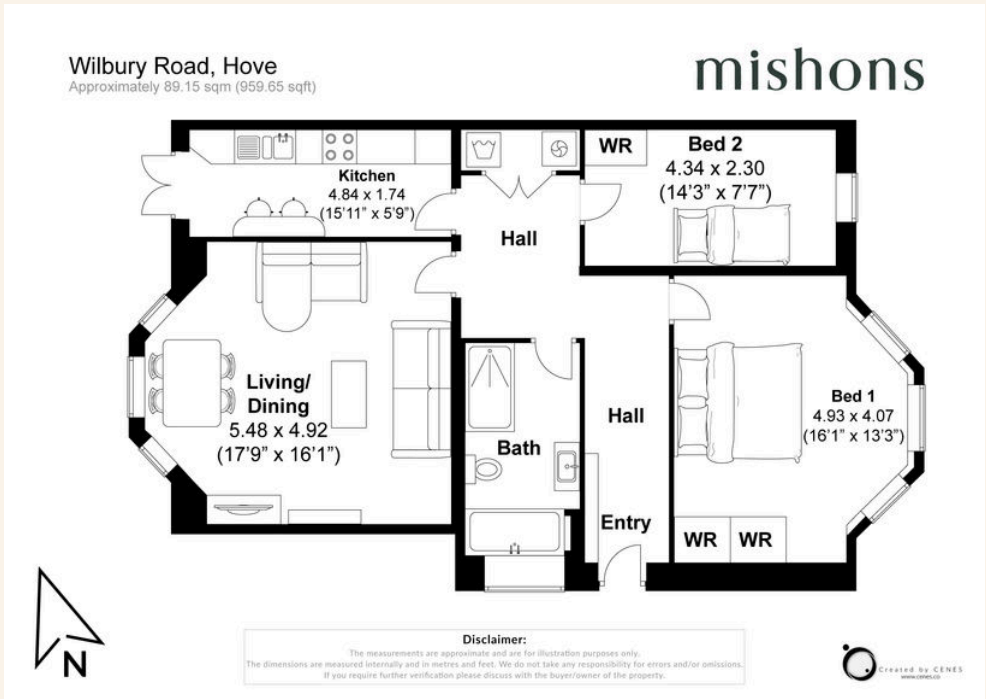 Wilbury Road, Hove
Approximately 89.15 sqm (959.65 sqft)
mishons
Kitchen
4.84 x 1.74
(15'11" x 5'9")
WR
Bed 2
4.34 x 2.30
(14'3" x 7'7")
Hall
Living/
Dining
5.48 x 4.92
(17'9" x 16'1")
Bath
Hall
Entry
Bed 1
4.93 x 4.07
(16'1" x 13'3")
WR
WR
N
Disclaimer:
The measurements are approximate and are for illustration purposes only.
The dimensions are measured internally and in metres and feet. We do not take any responsibility for errors and/or omissions.
If you require further verification please discuss with the buyer/owner of the property.
Created by CENES
www.cenes.co